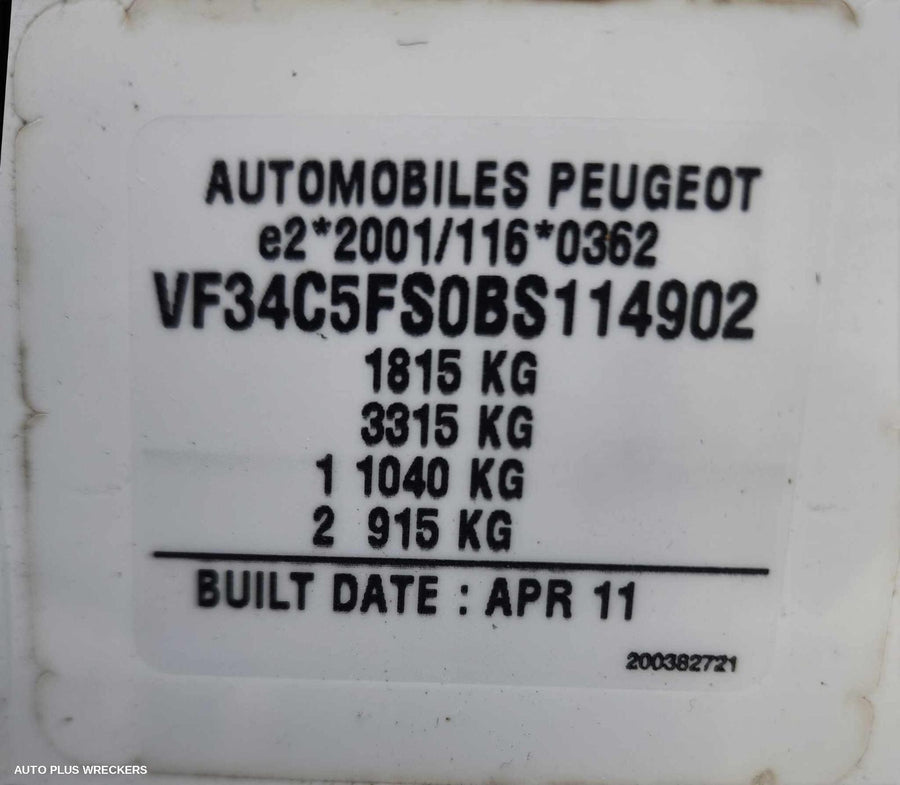 AUTOMOBILES PEUGEOT
e2*2001/116*0362
VF34C5FS0BS114902
1815 KG
3315 KG
1 1040 KG
2 915 KG
BUILT DATE : APR 11
200382721
AUTO PLUS WRECKERS